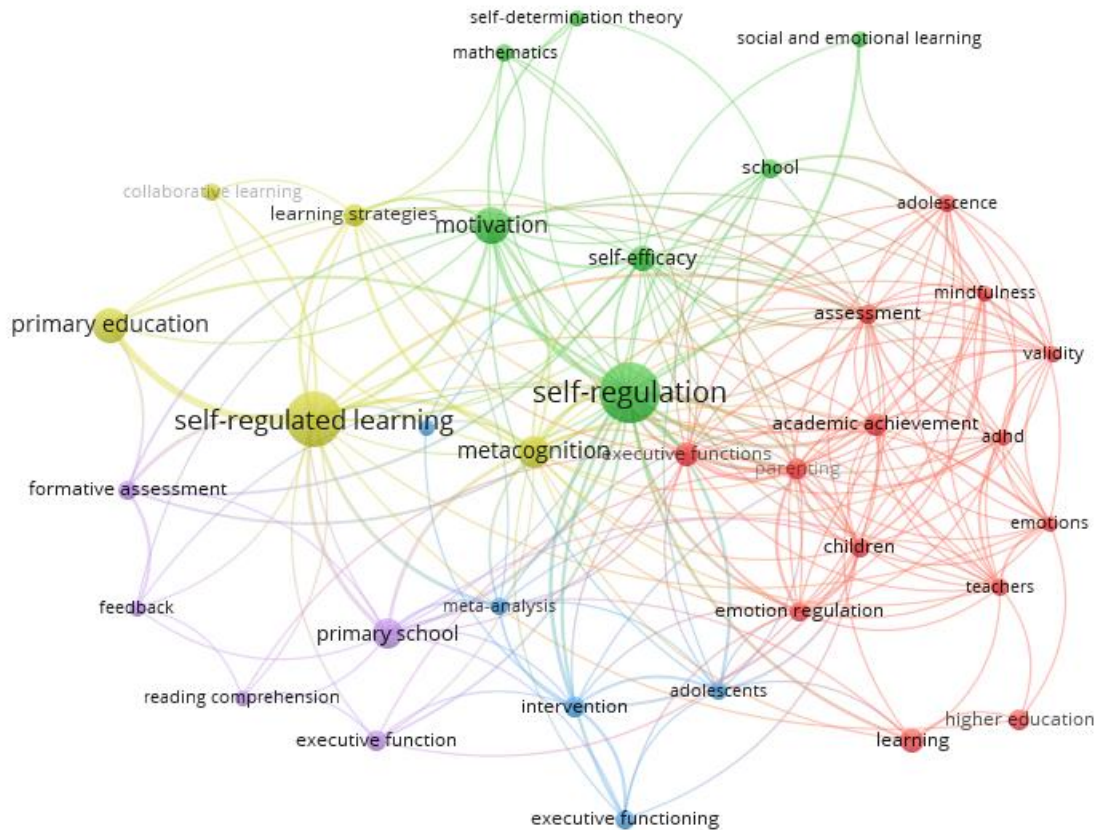 self-determination theory
mathematics
social and emotional learning
school
collaborative learning
learning strategies
motivation
adolescence
self-efficacy
mindfulness
assessment
primary education
validity
self-regulation
self-regulated learning
metacognition
executive functions
academic achievement
adhd
parenting
formative assessment
emotions
children
teachers
feedback
meta-analysis
emotion regulation
primary school
reading comprehension
adolescents
intervention
executive function
learning
higher education
executive functioning